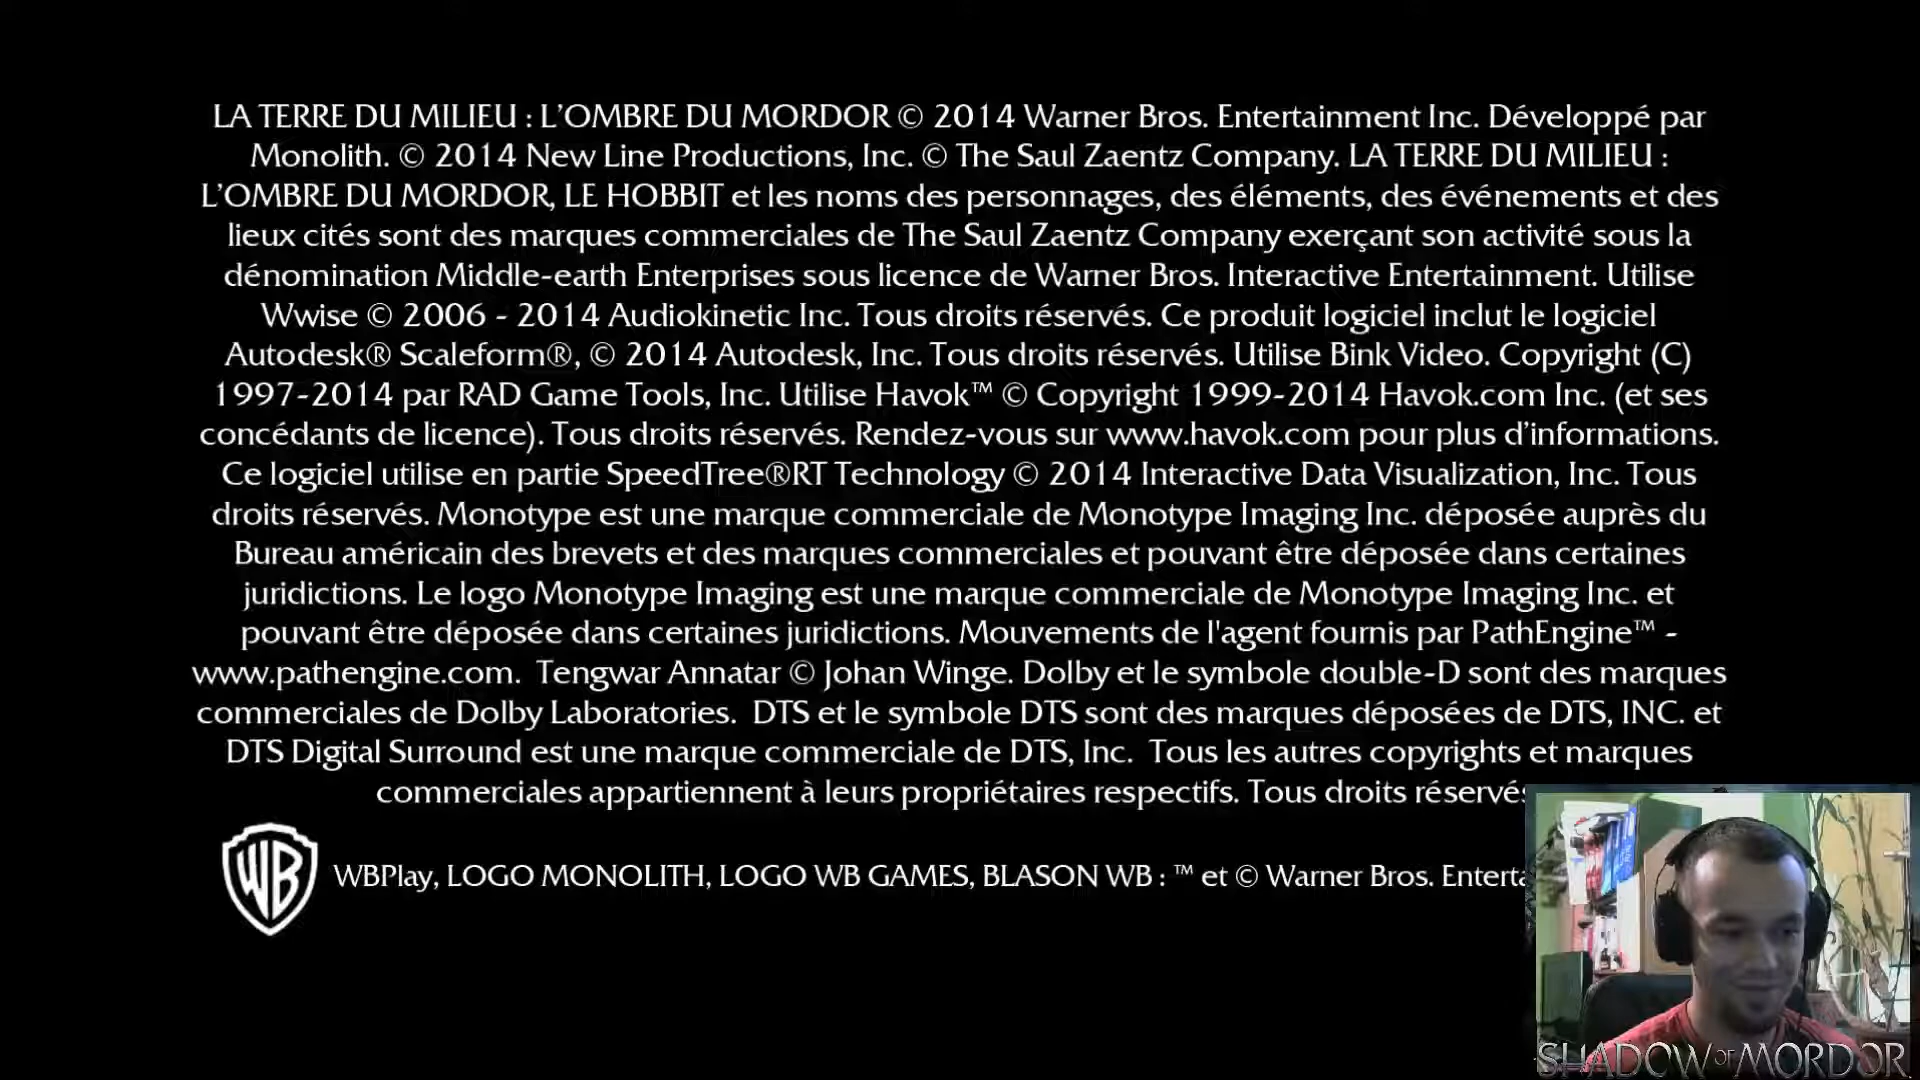 LA TERRE DU MILIEU : L’OMBRE DU MORDOR © 2014 Warner Bros. Entertainment Inc. Développé par
Monolith. © 2014 New Line Productions, Inc. © The Saul Zaentz Company. LA TERRE DU MILIEU :
L’OMBRE DU MORDOR, LE HOBBIT et les noms des personnages, des éléments, des événements et des
lieux cités sont des marques commerciales de The Saul Zaentz Company exerçant son activité sous la
dénomination Middle-earth Enterprises sous licence de Warner Bros. Interactive Entertainment. Utilise
Wwise © 2006 - 2014 Audiokinetic Inc. Tous droits réservés. Ce produit logiciel inclut le logiciel
Autodesk® Scaleform®, © 2014 Autodesk, Inc. Tous droits réservés. Utilise Bink Video. Copyright (C)
1997-2014 par RAD Game Tools, Inc. Utilise Havok™ © Copyright 1999-2014 Havok.com Inc. (et ses
concédants de licence). Tous droits réservés. Rendez-vous sur www.havok.com pour plus d’informations.
Ce logiciel utilise en partie SpeedTree®RT Technology © 2014 Interactive Data Visualization, Inc. Tous
droits réservés. Monotype est une marque commerciale de Monotype Imaging Inc. déposée auprès du
Bureau américain des brevets et des marques commerciales et pouvant être déposée dans certaines
juridictions. Le logo Monotype Imaging est une marque commerciale de Monotype Imaging Inc. et
pouvant être déposée dans certaines juridictions. Mouvements de l'agent fournis par PathEngine™ -
www.pathengine.com. Tengwar Annatar © Johan Winge. Dolby et le symbole double-D sont des marques
commerciales de Dolby Laboratories. DTS et le symbole DTS sont des marques déposées de DTS, INC. et
DTS Digital Surround est une marque commerciale de DTS, Inc. Tous les autres copyrights et marques
commerciales appartiennent à leurs propriétaires respectifs. Tous droits réservés
WB
WBPlay, LOGO MONOLITH, LOGO WB GAMES, BLASON WB : ™ et © Warner Bros. Enterta
SHADOW OF MORDOR